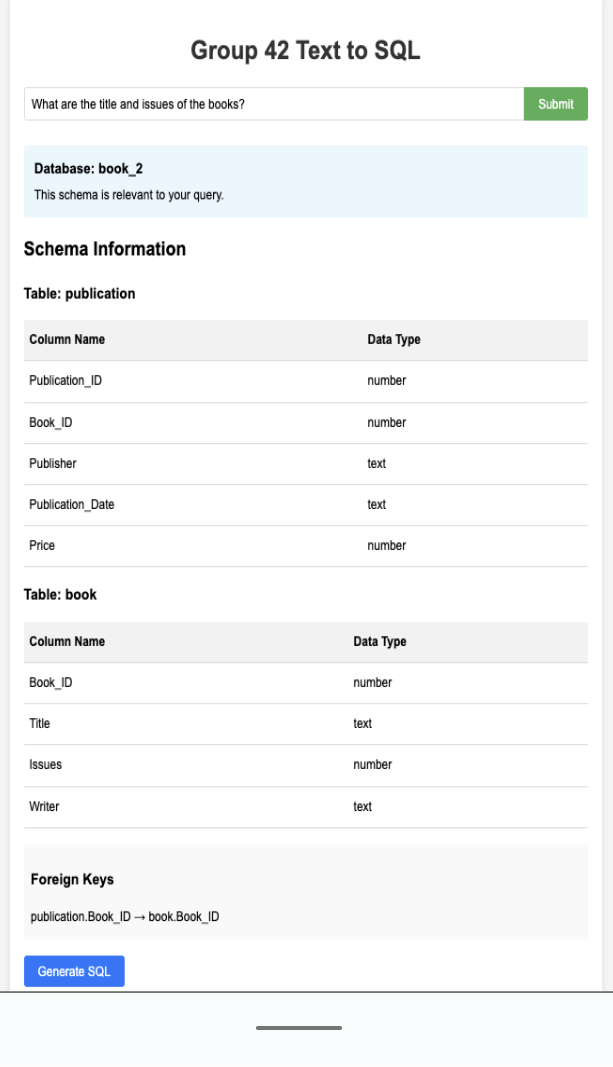 Group 42 Text to SQL
What are the title and issues of the books? Submit
Database: book_2
This schema is relevant to your query.
Schema Information
Table: publication
Column Name Data Type
Publication_ID number
Book_ID number
Publisher text
Publication_Date text
Price number
Table: book
Column Name Data Type
Book_ID number
Title text
Issues number
Writer text
Foreign Keys
publication.Book_ID → book.Book_ID
Generate SQL